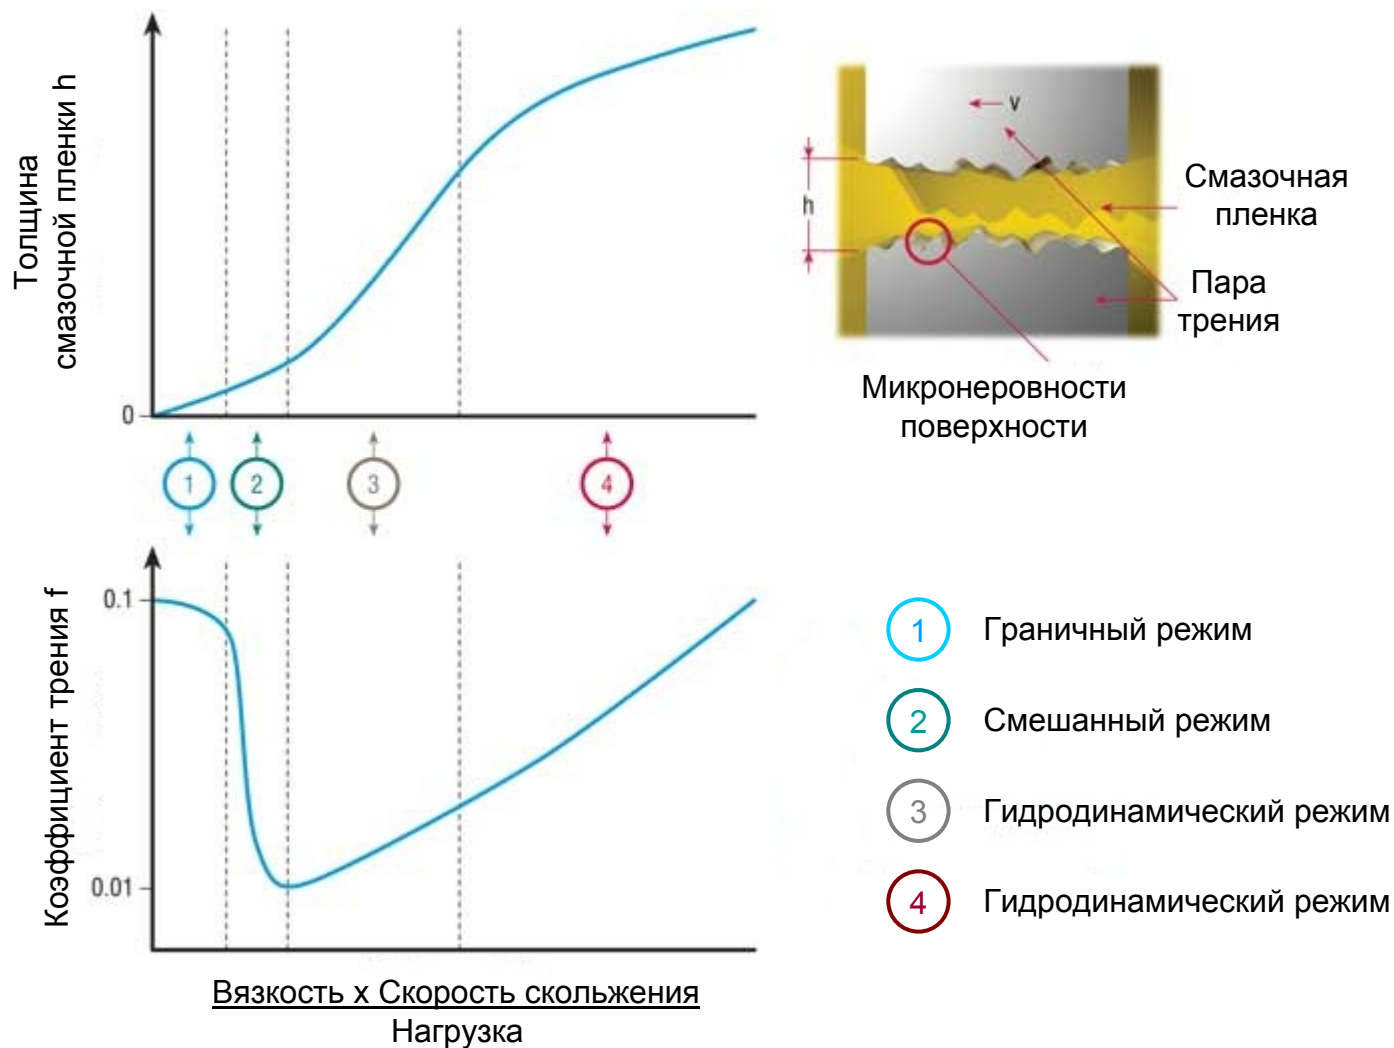 Толщина
смазочной пленки h
0
v
h
Смазочная
пленка
Пара
трения
Микронеровности
поверхности
1
2
3
4
Коэффициент трения f
0.1
0.01
Вязкость x Скорость скольжения
Нагрузка
1 Граничный режим
2 Смешанный режим
3 Гидродинамический режим
4 Гидродинамический режим